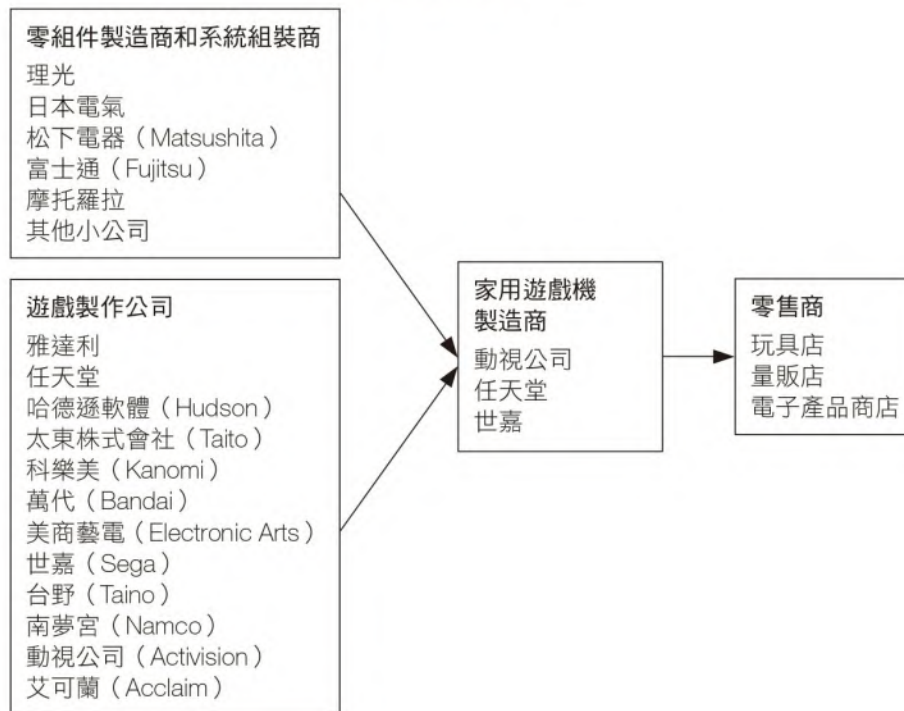 零組件製造商和系統組裝商
理光
日本電氣
松下電器（Matsushita）
富士通（Fujitsu）
摩托羅拉
其他小公司
遊戲製作公司
雅達利
任天堂
哈德遜軟體（Hudson）
太東株式會社（Taito）
科樂美（Kanomi）
萬代（Bandai）
美商藝電（Electronic Arts）
世嘉（Sega）
台野（Taino）
南夢宮（Namco）
動視公司（Activision）
艾可蘭（Acclaim）
家用遊戲機
製造商
動視公司
任天堂
世嘉
零售商
玩具店
量販店
電子產品商店